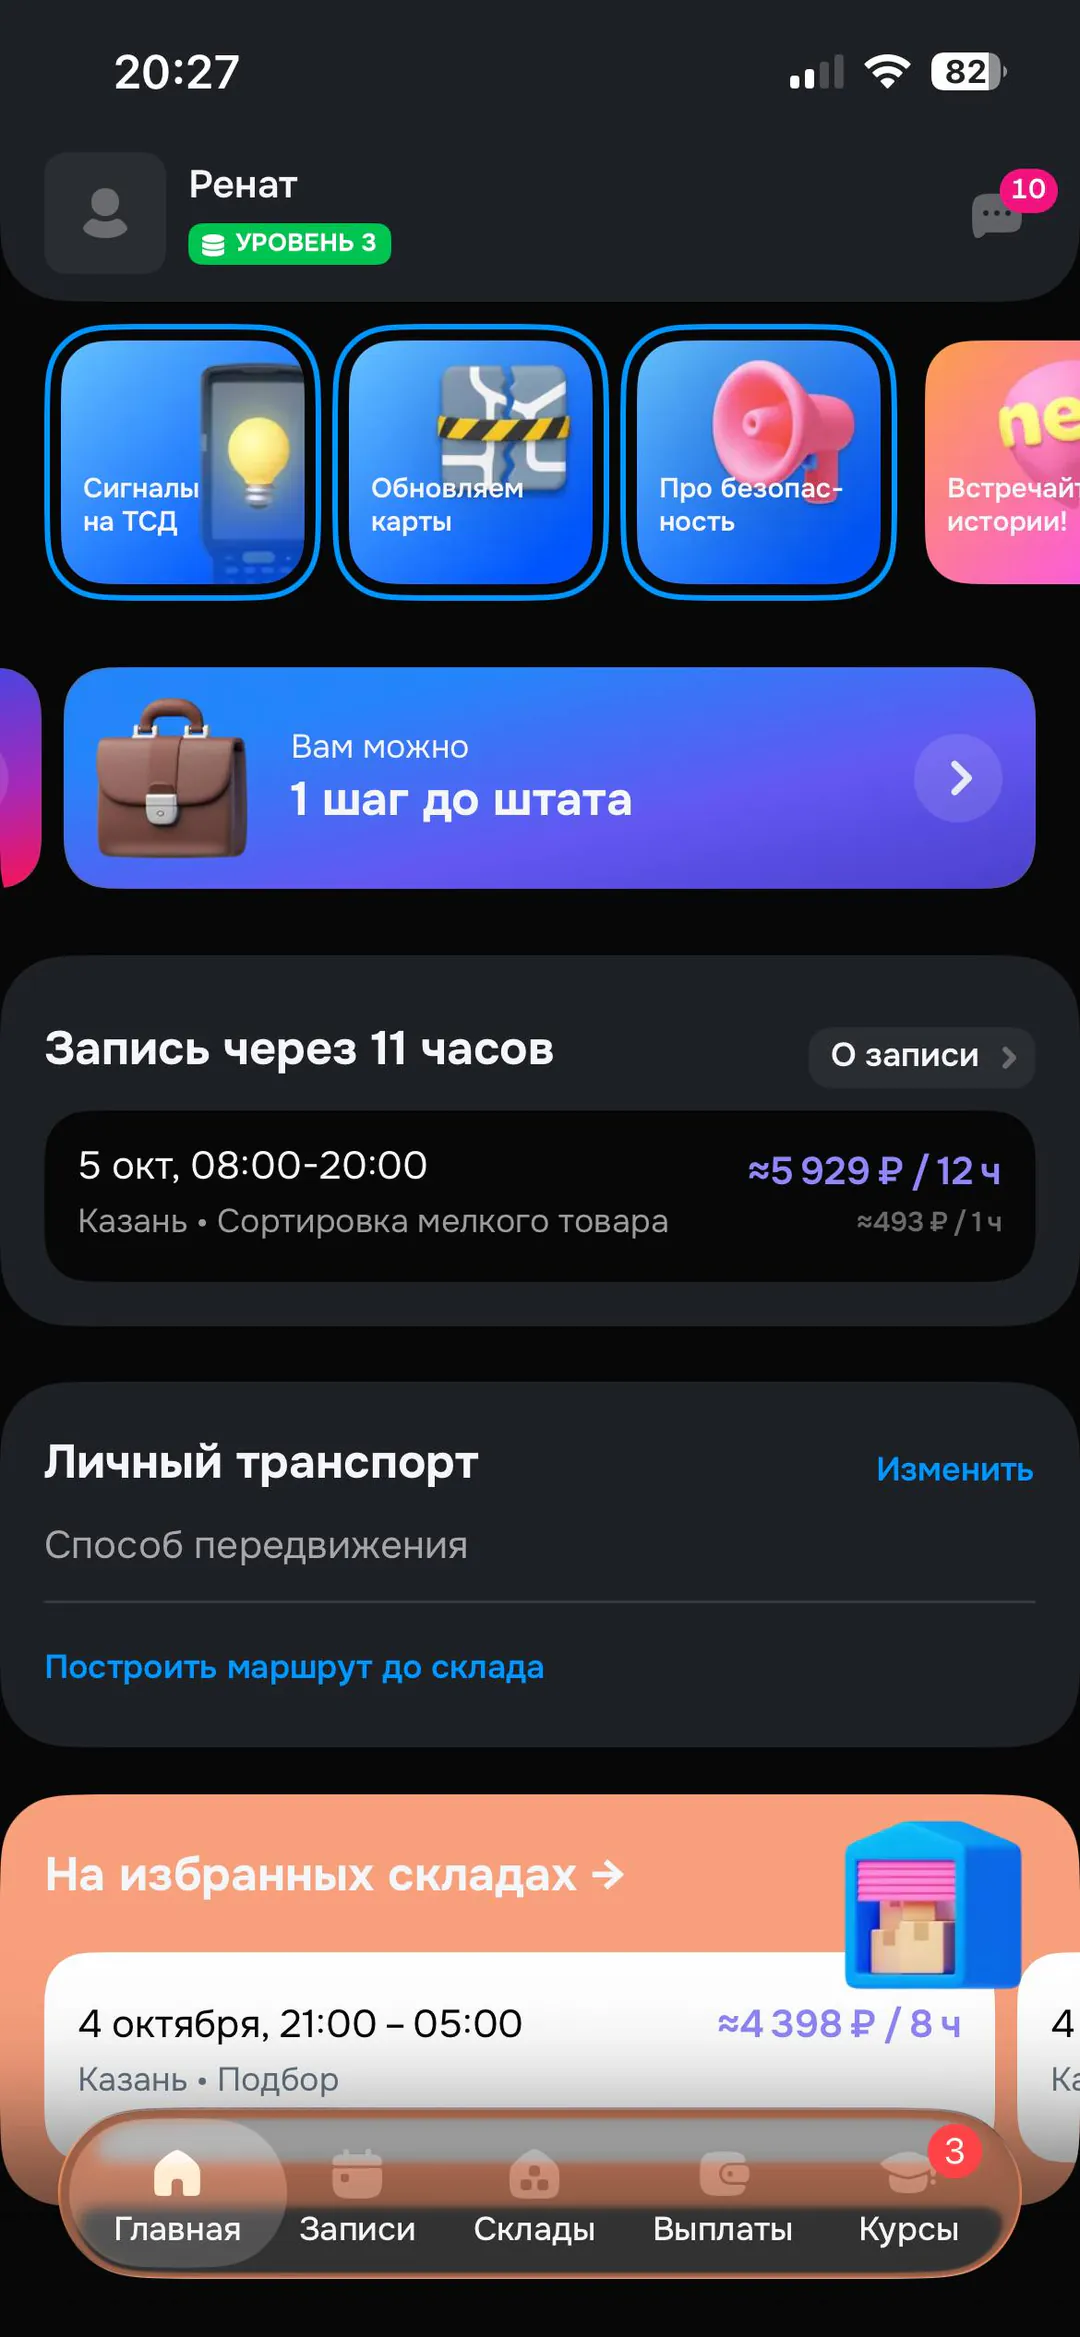 20:27
82
Ренат
10
УРОВЕНЬ 3
Сигналы
на ТСД
Обновляем
карты
Про безопас-
ность
ne
Встречайт
истории!
Вам можно
1 шаг до штата
Запись через 11 часов
О записи
5 окт, 08:00-20:00
≈5 929 ₽ / 12 ч
Казань • Сортировка мелкого товара
≈493 ₽ / 1 ч
Личный транспорт
Изменить
Способ передвижения
Построить маршрут до склада
На избранных складах →
4 октября, 21:00 – 05:00
≈4 398 ₽ / 8 ч
4
Казань • Подбор
Ка
3
Главная
Записи
Склады
Выплаты
Курсы